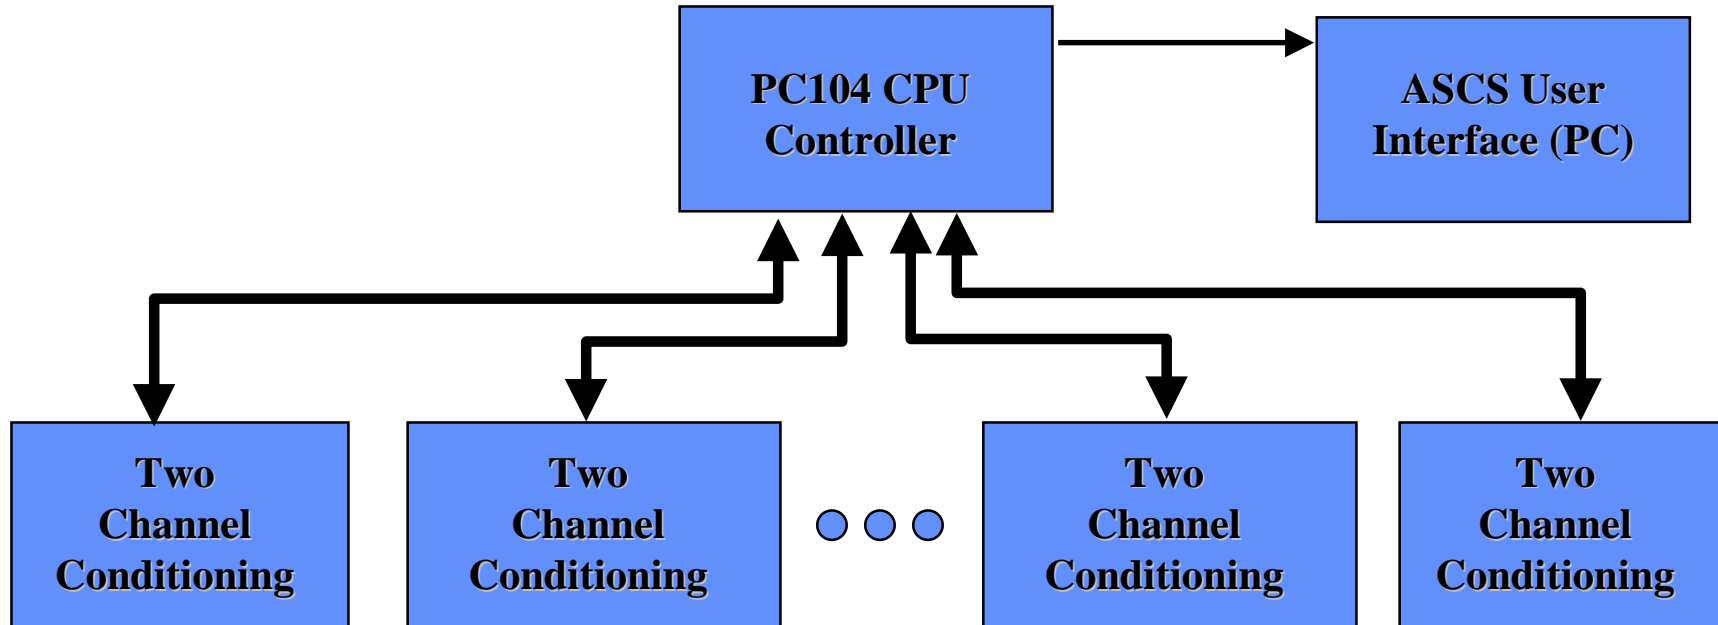 PC104 CPU
Controller
ASCS User
Interface (PC)
Two
Channel
Conditioning
Two
Channel
Conditioning
Two
Channel
Conditioning
Two
Channel
Conditioning